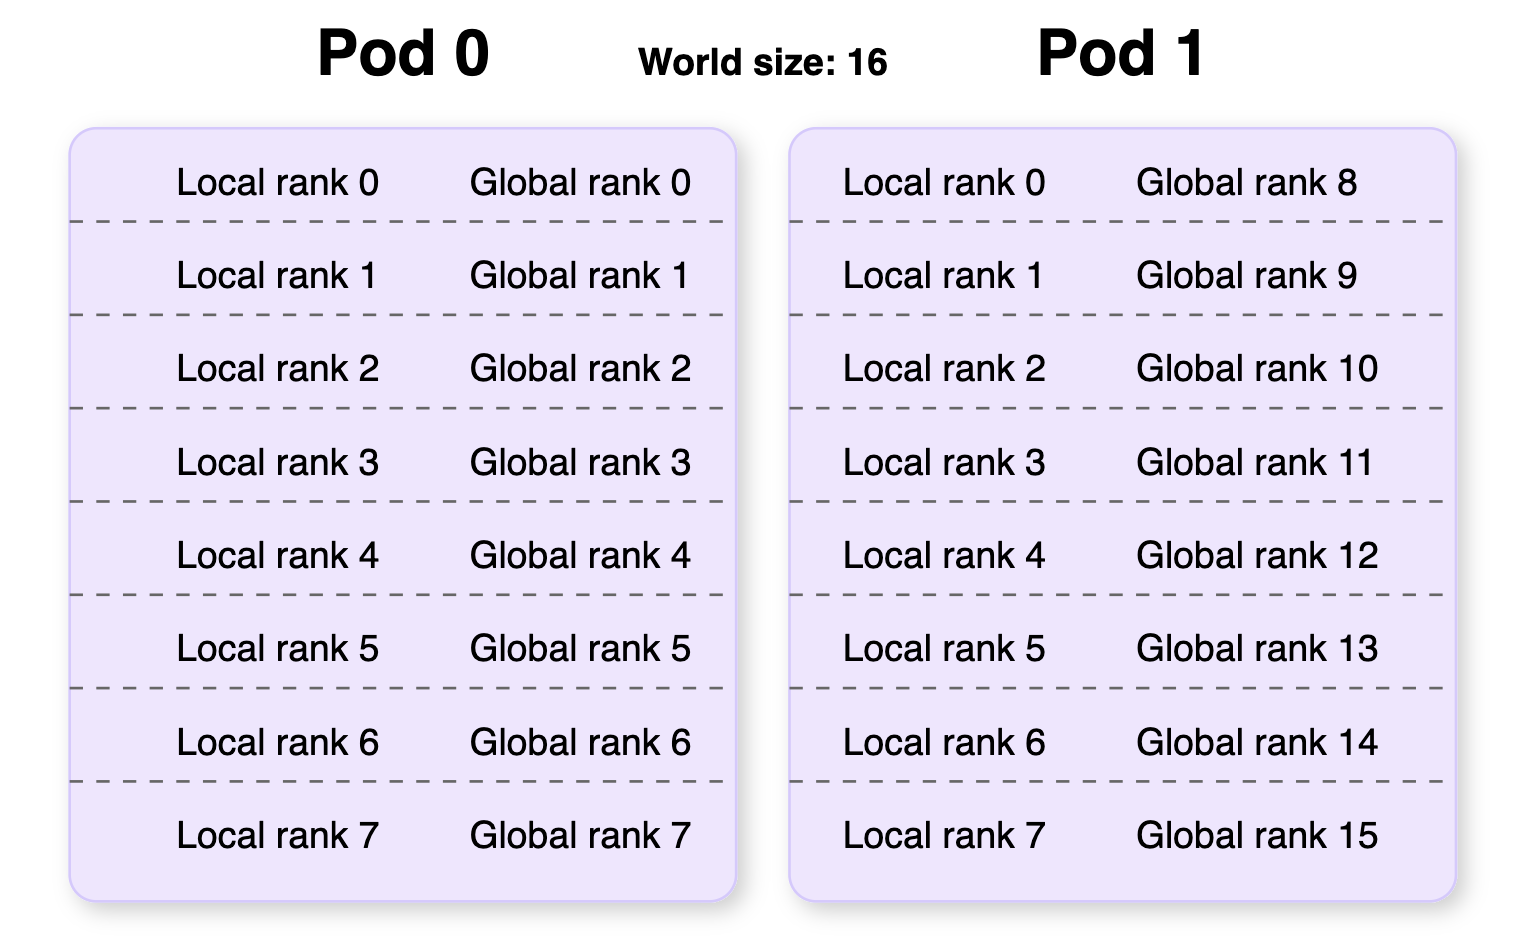 Pod 0
World size: 16
Pod 1
Local rank 0 Global rank 0
Local rank 1 Global rank 1
Local rank 2 Global rank 2
Local rank 3 Global rank 3
Local rank 4 Global rank 4
Local rank 5 Global rank 5
Local rank 6 Global rank 6
Local rank 7 Global rank 7
Local rank 0 Global rank 8
Local rank 1 Global rank 9
Local rank 2 Global rank 10
Local rank 3 Global rank 11
Local rank 4 Global rank 12
Local rank 5 Global rank 13
Local rank 6 Global rank 14
Local rank 7 Global rank 15